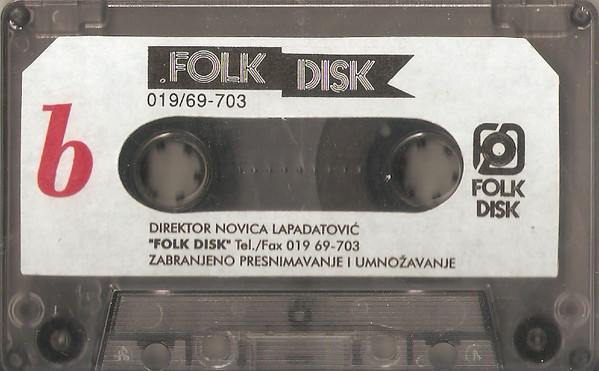 .FOLK DISK
019/69-703
b
FOLK
DISK
DIREKTOR NOVICA LAPADATOVIĆ
"FOLK DISK" Tel./Fax 019 69-703
ZABRANJENO PRESNIMAVANJE I UMNOŽAVANJE